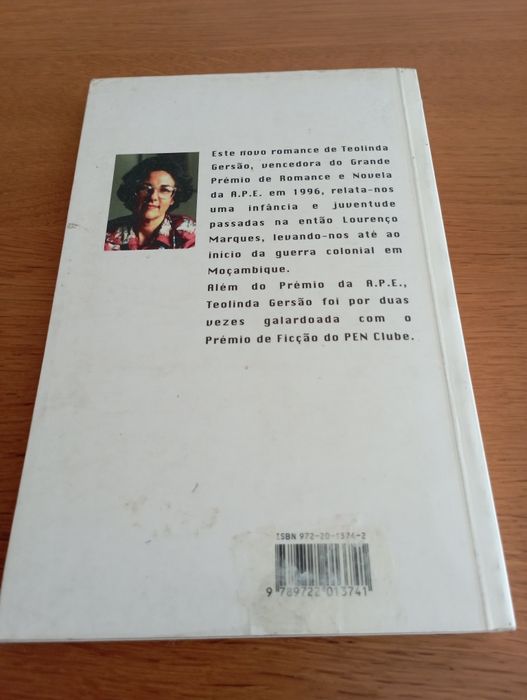 Este novo romance de Teolinda
Gersão, vencedora do Grande
Prémio de Romance e Novela
da A.P.E. em 1996, relata-nos
uma infância e juventude
passadas na então Lourenço
Marques, levando-nos até ao
início da guerra colonial em
Moçambique.
Além do Prémio da A.P.E.,
Teolinda Gersão foi por duas
vezes galardoada com o
Prémio de Ficção do PEN Clube.
ISBN 972-20-1374-2
9 789722 013741